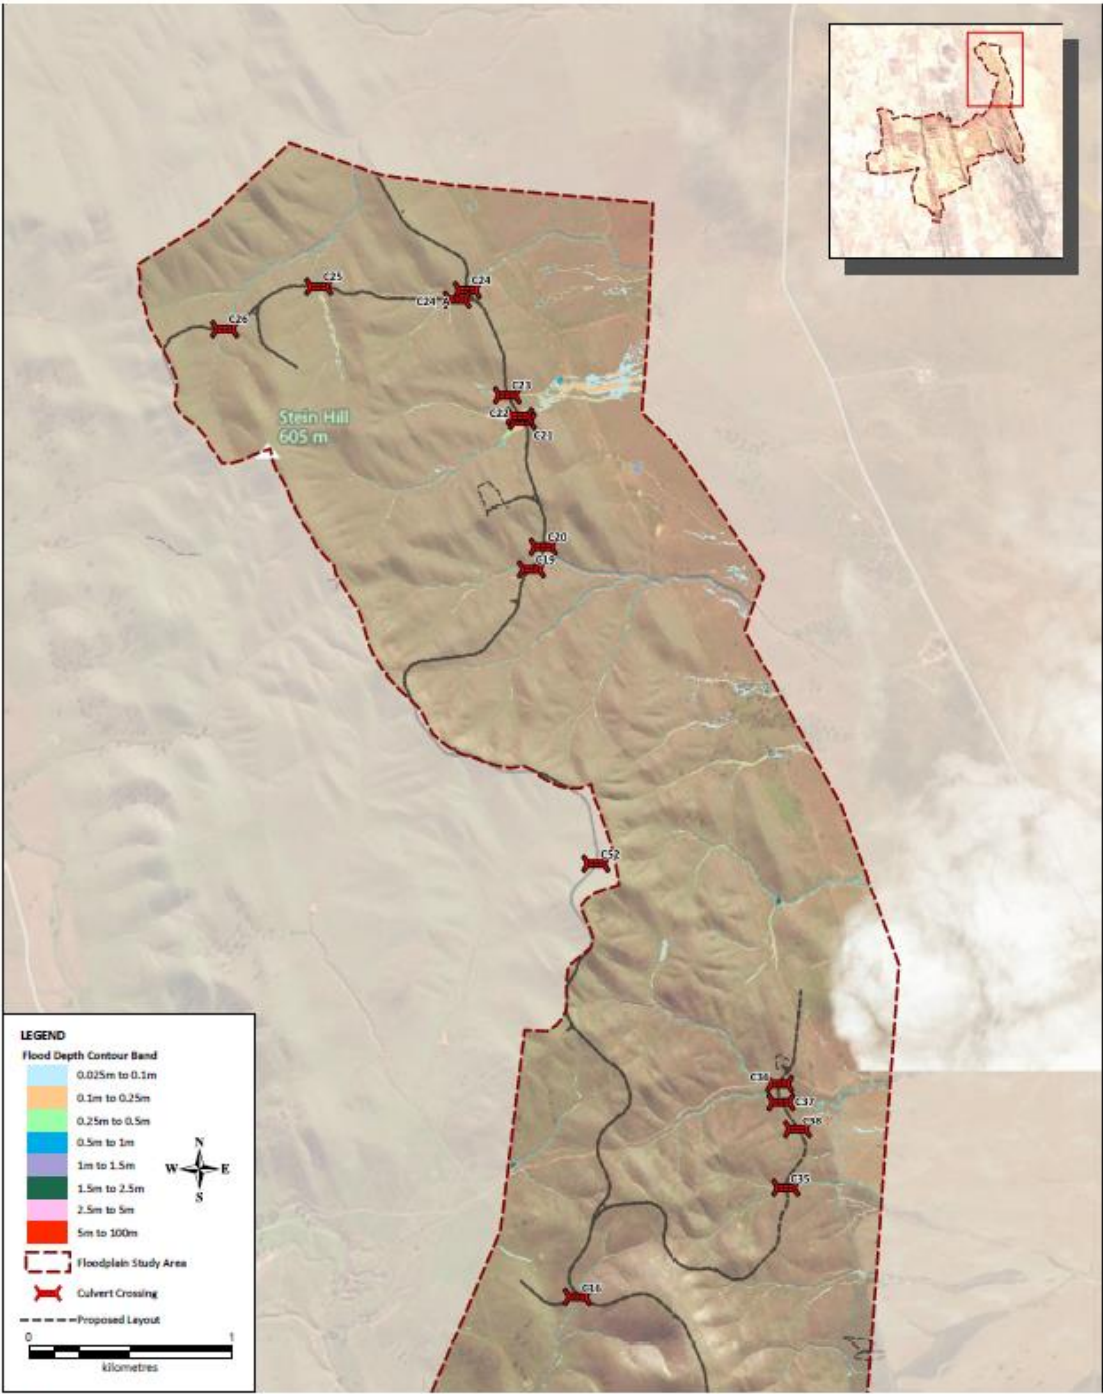 C25
C24
C24 A
C26
C23
C22
C21
Stein Hill
605 m
C20
C19
C52
C36
C37
C38
C35
C16
LEGEND
Flood Depth Contour Band
0.025m to 0.1m
0.1m to 0.25m
0.25m to 0.5m
0.5m to 1m
1m to 1.5m
1.5m to 2.5m
2.5m to 5m
5m to 100m
N
W E
S
Floodplain Study Area
Culvert Crossing
Proposed Layout
0 1
kilometres